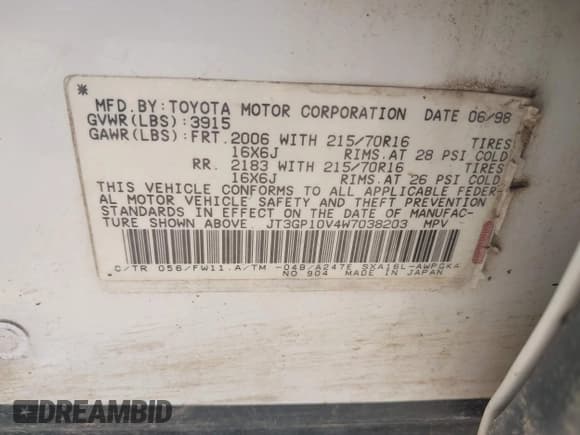 *
MFD. BY: TOYOTA MOTOR CORPORATION DATE 06/98
GVWR(LBS): 3915
GAWR(LBS): FRT. 2006 WITH 215/70R16 TIRES
16X6J RIMS. AT 28 PSI COLD
RR. 2183 WITH 215/70R16 TIRES
16X6J RIMS. AT 26 PSI COLD
THIS VEHICLE CONFORMS TO ALL APPLICABLE FEDER-
AL MOTOR VEHICLE SAFETY AND THEFT PREVENTION
STANDARDS IN EFFECT ON THE DATE OF MANUFAC-
TURE SHOWN ABOVE. JT3GP10V4W7038203 MPV
C/TR 056/FW11. A/TM -04B/A247E SXA16L-AWPGKA
NO 904 MADE IN JAPAN
DREAMBID